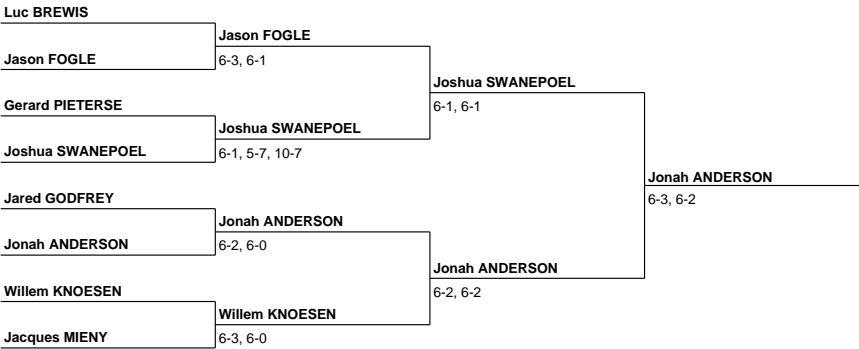 Luc BREWIS
Jason FOGLE
Jason FOGLE
6-3, 6-1
Joshua SWANEPOEL
6-1, 6-1
Gerard PIETERSE
Joshua SWANEPOEL
Joshua SWANEPOEL
6-1, 5-7, 10-7
Jonah ANDERSON
6-3, 6-2
Jared GODFREY
Jonah ANDERSON
Jonah ANDERSON
6-2, 6-0
Jonah ANDERSON
6-2, 6-2
Willem KNOESEN
Willem KNOESEN
Jacques MIENY
6-3, 6-0